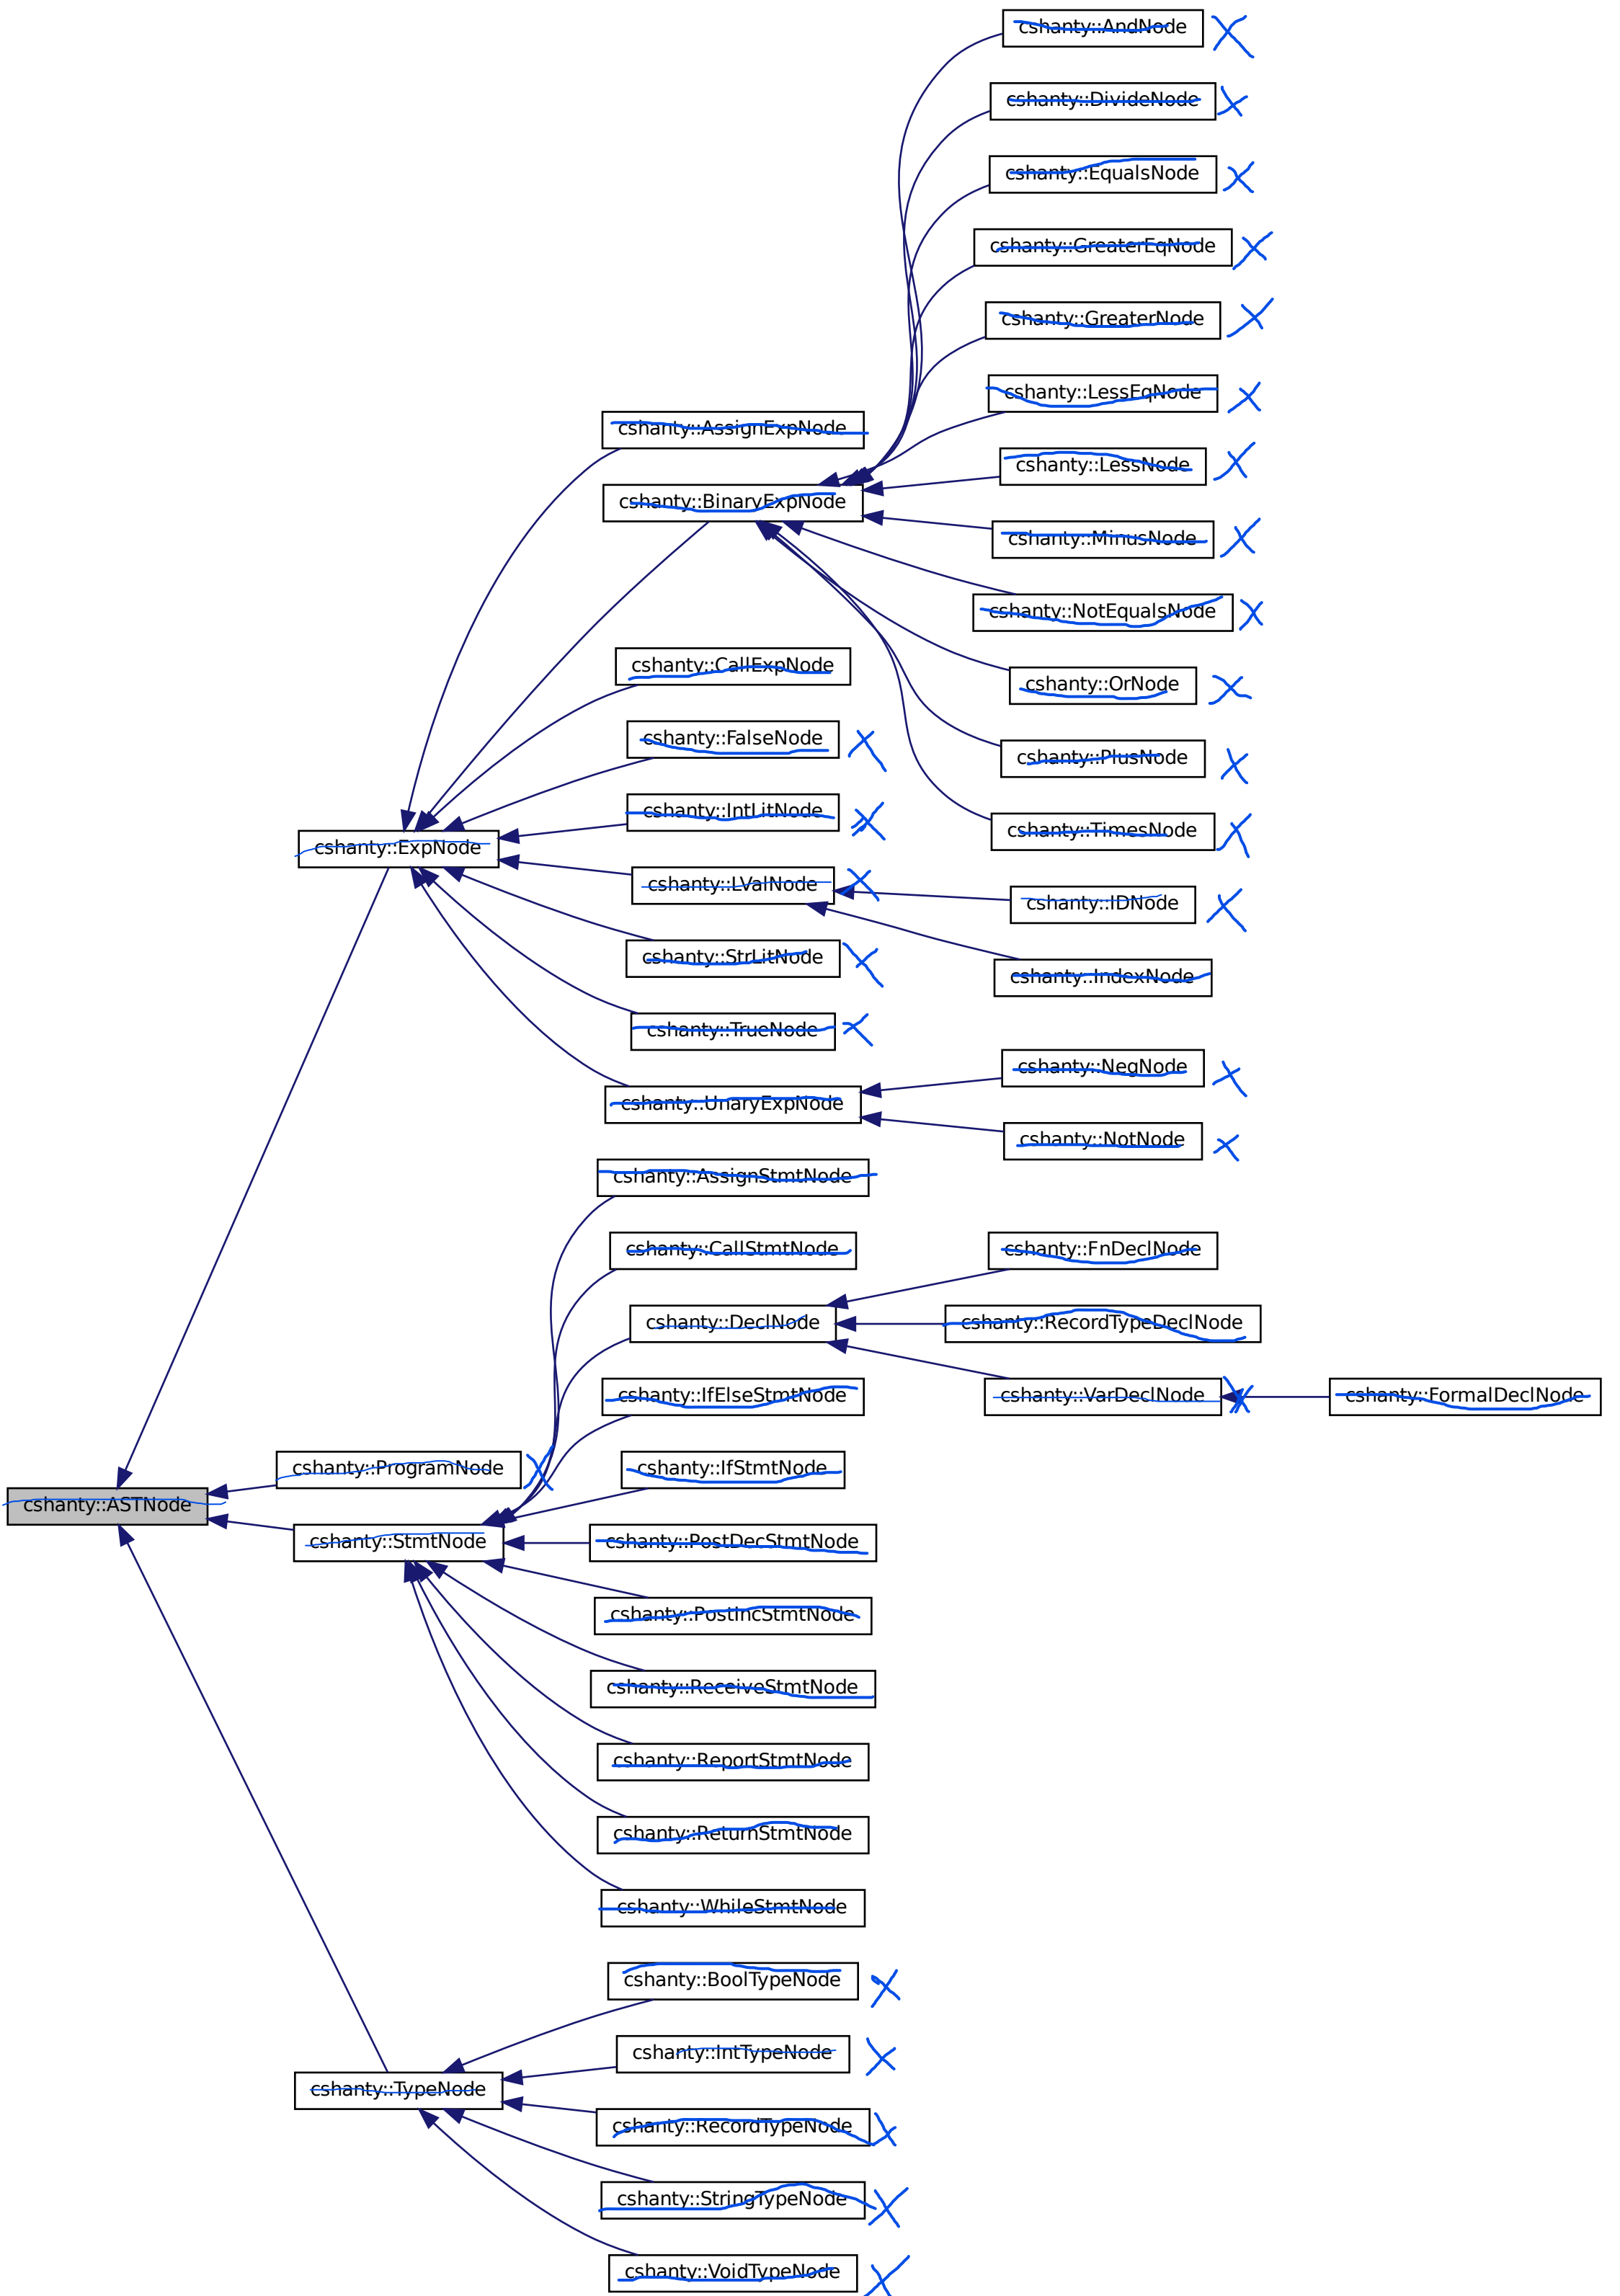 cshanty::AndNode
cshanty::DivideNode
cshanty::EqualsNode
cshanty::GreaterEqNode
cshanty::GreaterNode
cshanty::LessEqNode
cshanty::AssignExpNode
cshanty::LessNode
cshanty::BinaryExpNode
cshanty::MinusNode
cshanty::NotEqualsNode
cshanty::CallExpNode
cshanty::OrNode
cshanty::FalseNode
cshanty::PlusNode
cshanty::IntLitNode
cshanty::TimesNode
cshanty::ExpNode
cshanty::LValNode
cshanty::IDNode
cshanty::StrLitNode
cshanty::IndexNode
cshanty::TrueNode
cshanty::NegNode
cshanty::UnaryExpNode
cshanty::NotNode
cshanty::AssignStmtNode
cshanty::CallStmtNode
cshanty::FnDeclNode
cshanty::DeclNode
cshanty::RecordTypeDeclNode
cshanty::IfElseStmtNode
cshanty::VarDeclNode
cshanty::FormalDeclNode
cshanty::ProgramNode
cshanty::IfStmtNode
cshanty::ASTNode
cshanty::StmtNode
cshanty::PostDecStmtNode
cshanty::PostIncStmtNode
cshanty::ReceiveStmtNode
cshanty::ReportStmtNode
cshanty::ReturnStmtNode
cshanty::WhileStmtNode
cshanty::BoolTypeNode
cshanty::IntTypeNode
cshanty::TypeNode
cshanty::RecordTypeNode
cshanty::StringTypeNode
cshanty::VoidTypeNode